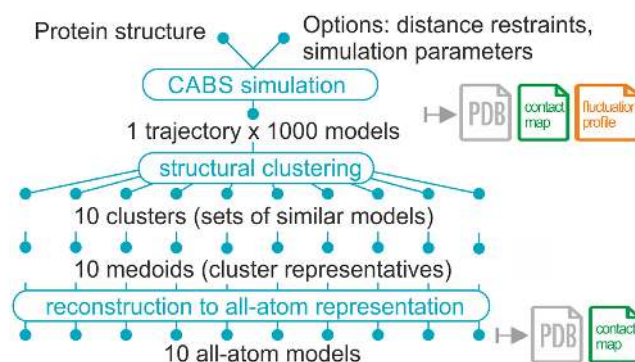 Protein structure
Options: distance restraints,
simulation parameters
CABS simulation
PDB
contact
map
fluctuation
profile
1 trajectory x 1000 models
structural clustering
10 clusters (sets of similar models)
10 medoids (cluster representatives)
reconstruction to all-atom representation
PDB
contact
map
10 all-atom models